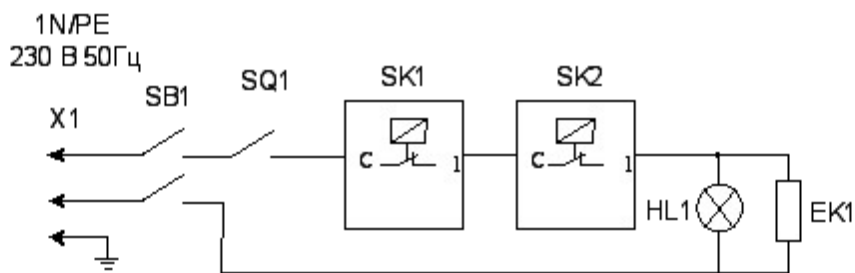 1N/PE
230 В 50Гц
X1
SB1
SQ1
SK1
SK2
C 1
C 1
HL1
EK1